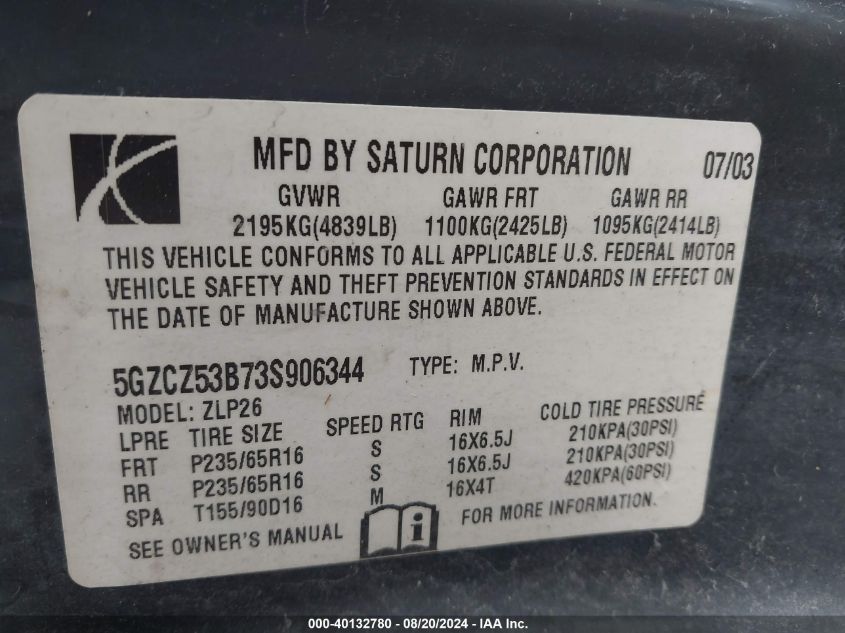 MFD BY SATURN CORPORATION 07/03
GVWR GAWR FRT GAWR RR
2195KG(4839LB) 1100KG(2425LB) 1095KG(2414LB)
THIS VEHICLE CONFORMS TO ALL APPLICABLE U.S. FEDERAL MOTOR
VEHICLE SAFETY AND THEFT PREVENTION STANDARDS IN EFFECT ON
THE DATE OF MANUFACTURE SHOWN ABOVE.
5GZCZ53B73S906344 TYPE: M.P.V.
MODEL: ZLP26
LPRE TIRE SIZE SPEED RTG RIM COLD TIRE PRESSURE
FRT P235/65R16 S 16X6.5J 210KPA(30PSI)
RR P235/65R16 S 16X6.5J 210KPA(30PSI)
SPA T155/90D16 M 16X4T 420KPA(60PSI)
SEE OWNER'S MANUAL i FOR MORE INFORMATION.
000-40132780 - 08/20/2024 - IAA Inc.